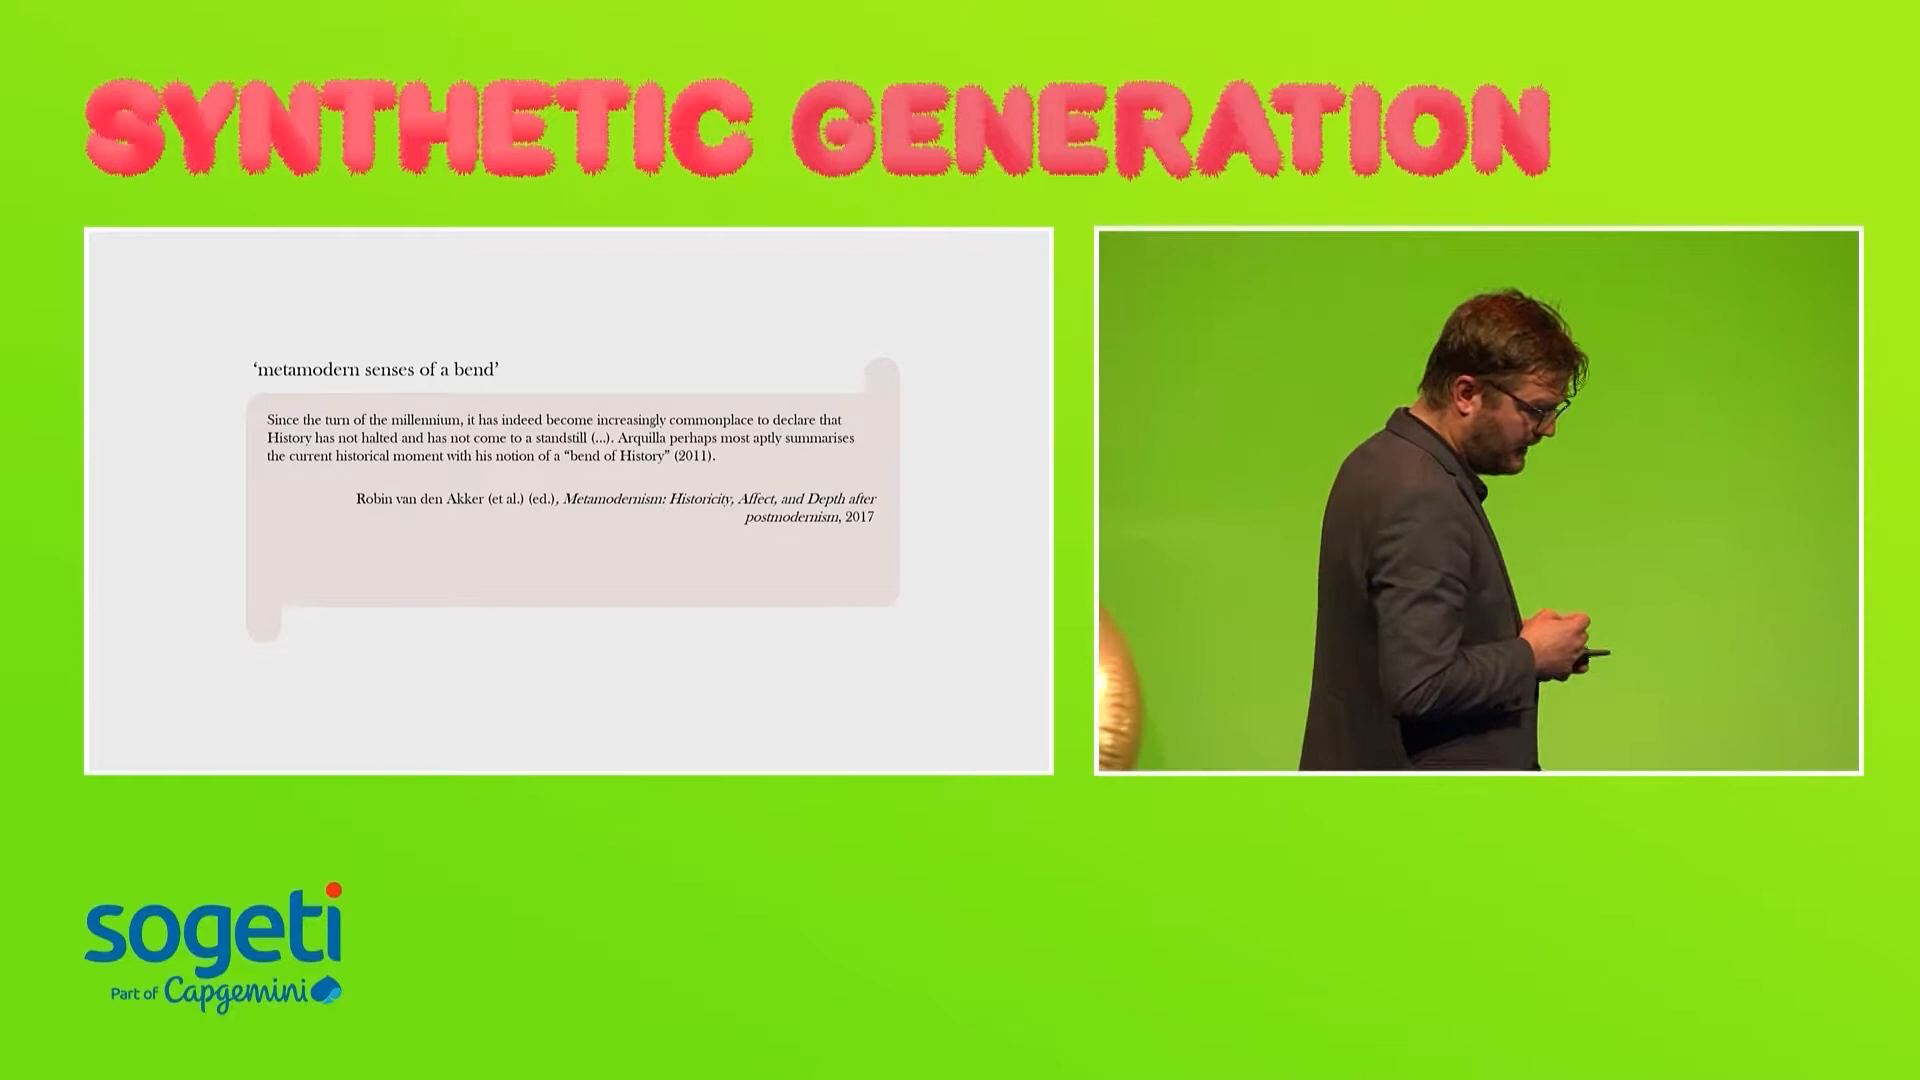 SYNTHETIC GENERATION
‘metamodern senses of a bend’
Since the turn of the millennium, it has indeed become increasingly commonplace to declare that
History has not halted and has not come to a standstill (...). Arquilla perhaps most aptly summarises
the current historical moment with his notion of a “bend of History” (2011).
Robin van den Akker (et al.) (ed.), Metamodernism: Historicity, Affect, and Depth after
postmodernism, 2017
sogeti
Part of Capgemini